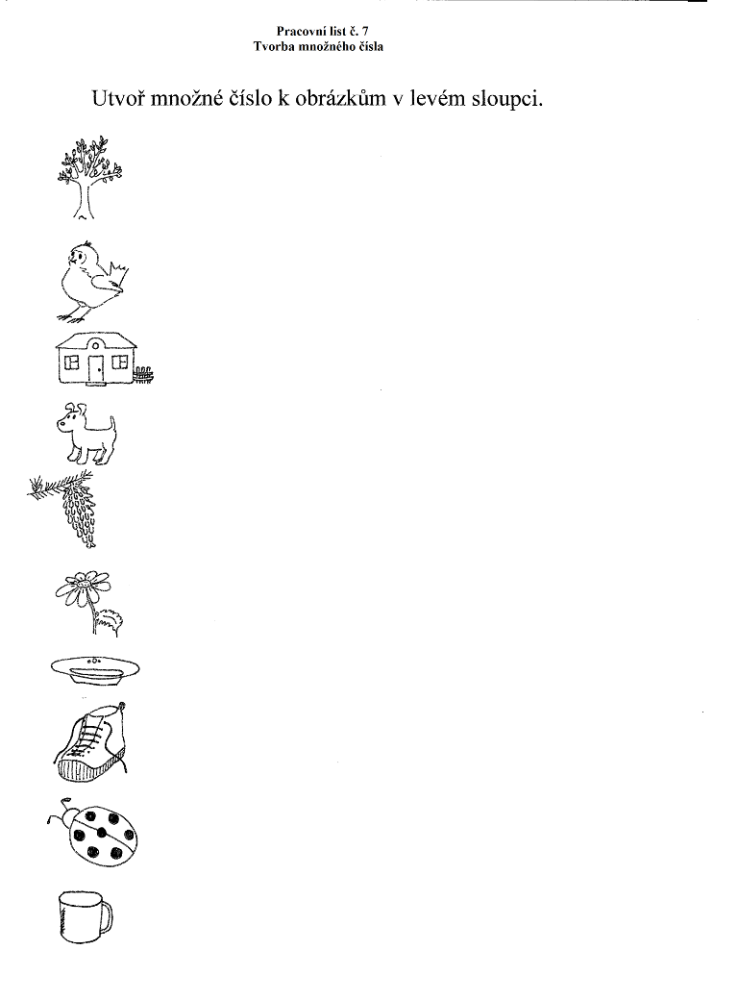 Pracovní list č. 7
Tvorba množného čísla
Utvoř množné číslo k obrázkům v levém sloupci.